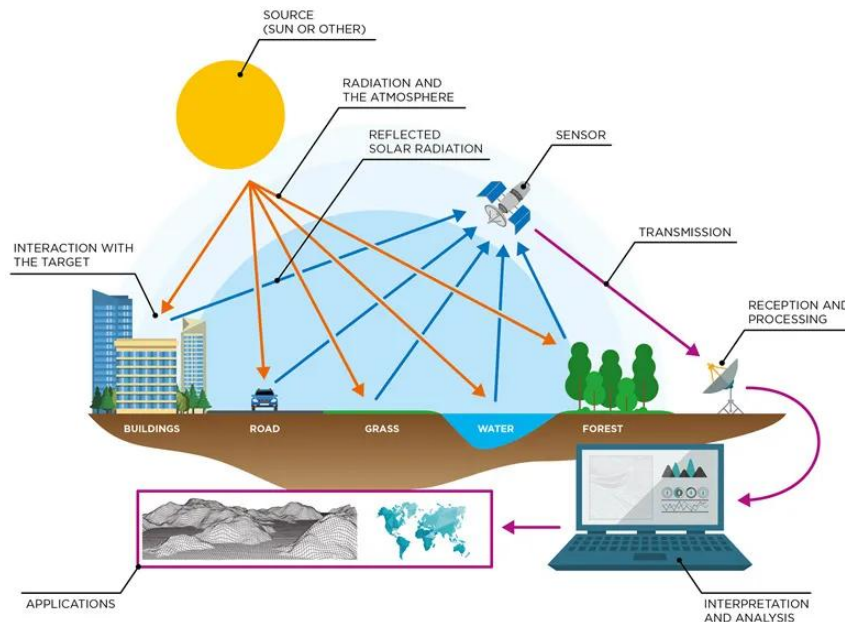 SOURCE
(SUN OR OTHER)
RADIATION AND
THE ATMOSPHERE
REFLECTED
SOLAR RADIATION
SENSOR
TRANSMISSION
INTERACTION WITH
THE TARGET
RECEPTION AND
PROCESSING
BUILDINGS
ROAD
GRASS
WATER
FOREST
APPLICATIONS
INTERPRETATION
AND ANALYSIS